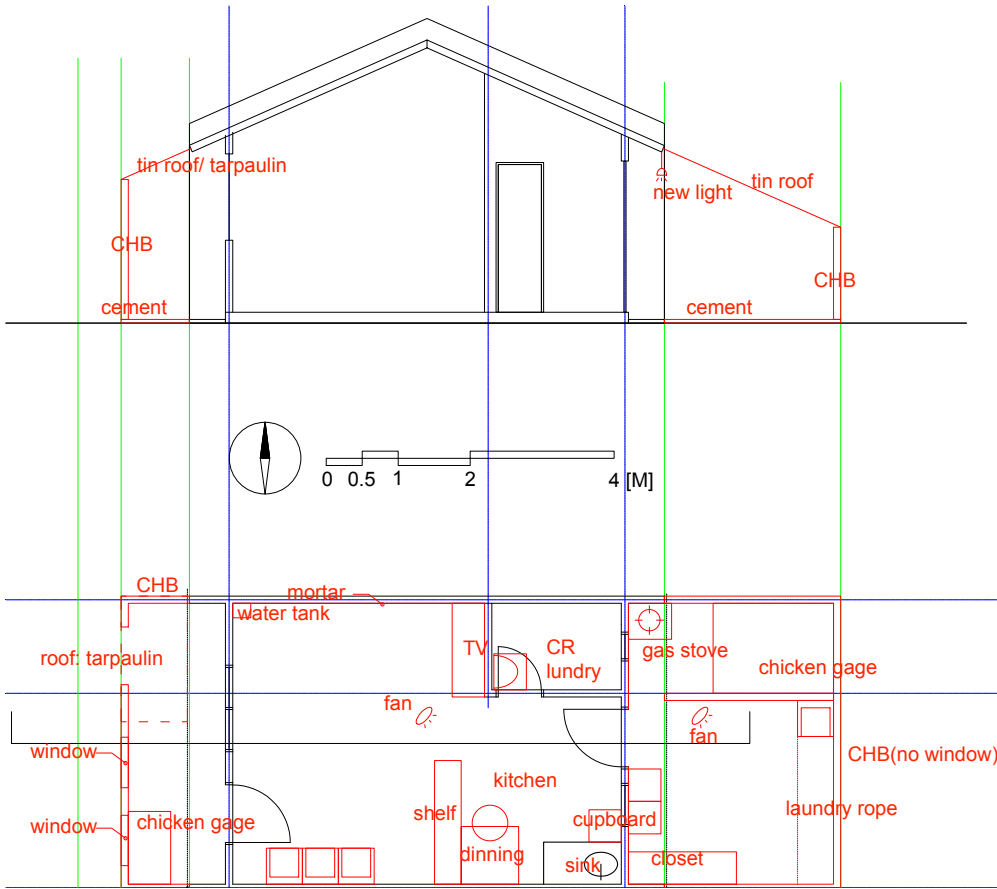 tin roof/ tarpaulin
new light
tin roof
CHB
CHB
cement
cement
0 0.5 1 2 4 [M]
CHB
mortar
water tank
roof: tarpaulin
TV
CR
lundry
gas stove
chicken gage
fan
fan
window
CHB(no window)
kitchen
shelf
laundry rope
window
chicken gage
cupboard
dinning
sink
closet